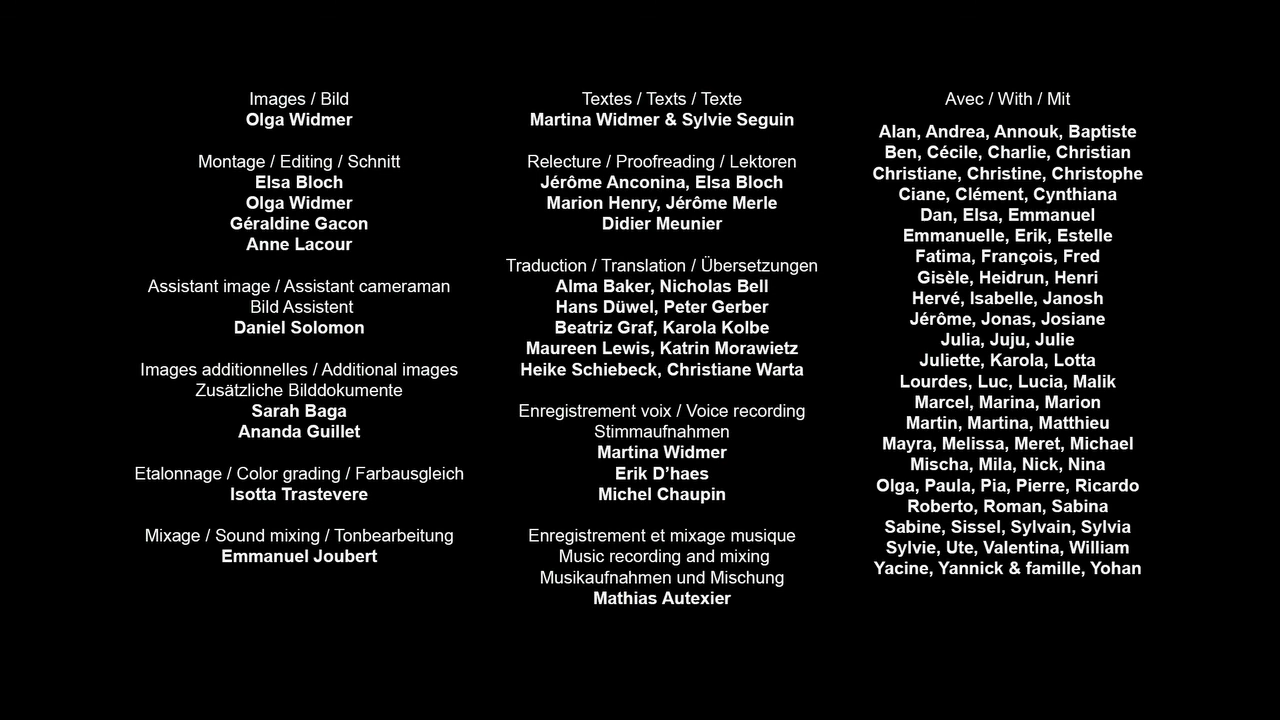 Images / Bild
Olga Widmer
Montage / Editing / Schnitt
Elsa Bloch
Olga Widmer
Géraldine Gacon
Anne Lacour
Assistant image / Assistant cameraman
Bild Assistent
Daniel Solomon
Images additionnelles / Additional images
Zusätzliche Bilddokumente
Sarah Baga
Ananda Guillet
Etalonnage / Color grading / Farbausgleich
Isotta Trastevere
Mixage / Sound mixing / Tonbearbeitung
Emmanuel Joubert
Textes / Texts / Texte
Martina Widmer & Sylvie Seguin
Relecture / Proofreading / Lektoren
Jérôme Anconina, Elsa Bloch
Marion Henry, Jérôme Merle
Didier Meunier
Traduction / Translation / Übersetzungen
Alma Baker, Nicholas Bell
Hans Düwel, Peter Gerber
Beatriz Graf, Karola Kolbe
Maureen Lewis, Katrin Morawietz
Heike Schiebeck, Christiane Warta
Enregistrement voix / Voice recording
Stimmaufnahmen
Martina Widmer
Erik D’haes
Michel Chaupin
Enregistrement et mixage musique
Music recording and mixing
Musikaufnahmen und Mischung
Mathias Autexier
Avec / With / Mit
Alan, Andrea, Annouk, Baptiste
Ben, Cécile, Charlie, Christian
Christiane, Christine, Christophe
Ciane, Clément, Cynthiana
Dan, Elsa, Emmanuel
Emmanuelle, Erik, Estelle
Fatima, François, Fred
Gisèle, Heidrun, Henri
Hervé, Isabelle, Janosh
Jérôme, Jonas, Josiane
Julia, Juju, Julie
Juliette, Karola, Lotta
Lourdes, Luc, Lucia, Malik
Marcel, Marina, Marion
Martin, Martina, Matthieu
Mayra, Melissa, Meret, Michael
Mischa, Mila, Nick, Nina
Olga, Paula, Pia, Pierre, Ricardo
Roberto, Roman, Sabina
Sabine, Sissel, Sylvain, Sylvia
Sylvie, Ute, Valentina, William
Yacine, Yannick & famille, Yohan